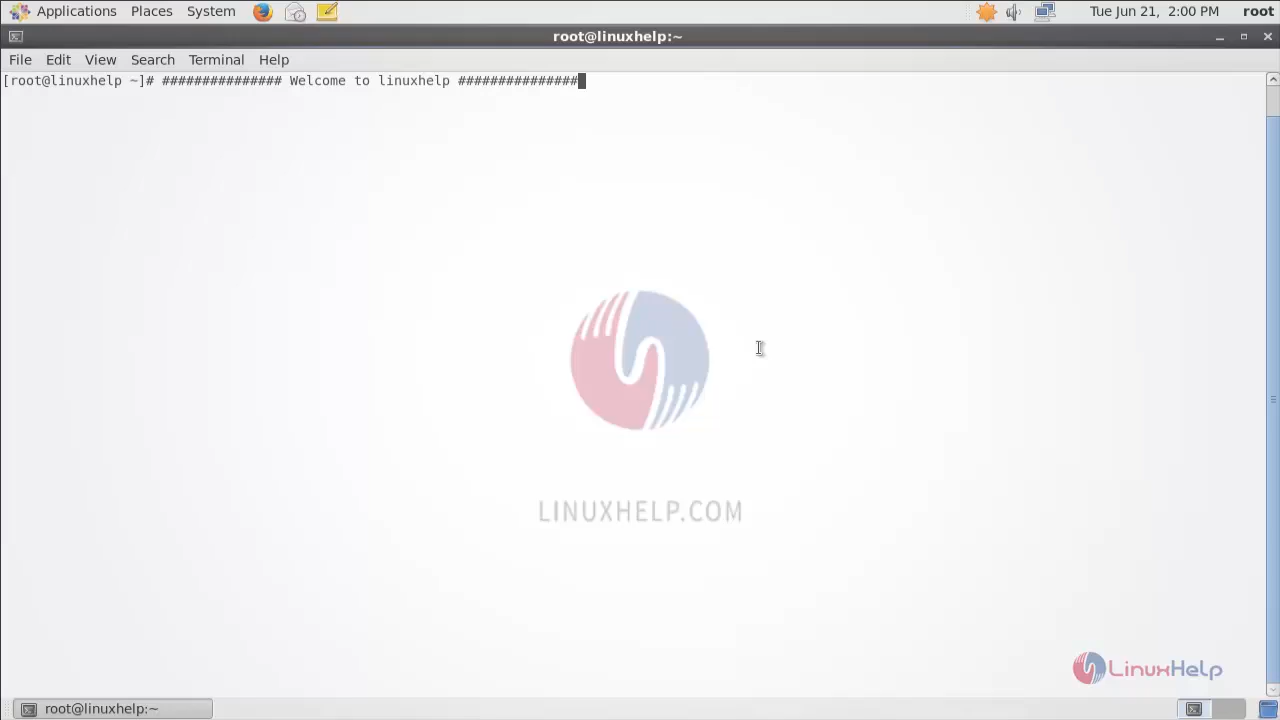 Applications Places System Tue Jun 21, 2:00 PM root
root@linuxhelp:~
File Edit View Search Terminal Help
[root@linuxhelp ~]# ############### Welcome to linuxhelp ###############
LINUXHELP.COM
LinuxHelp
root@linuxhelp:~